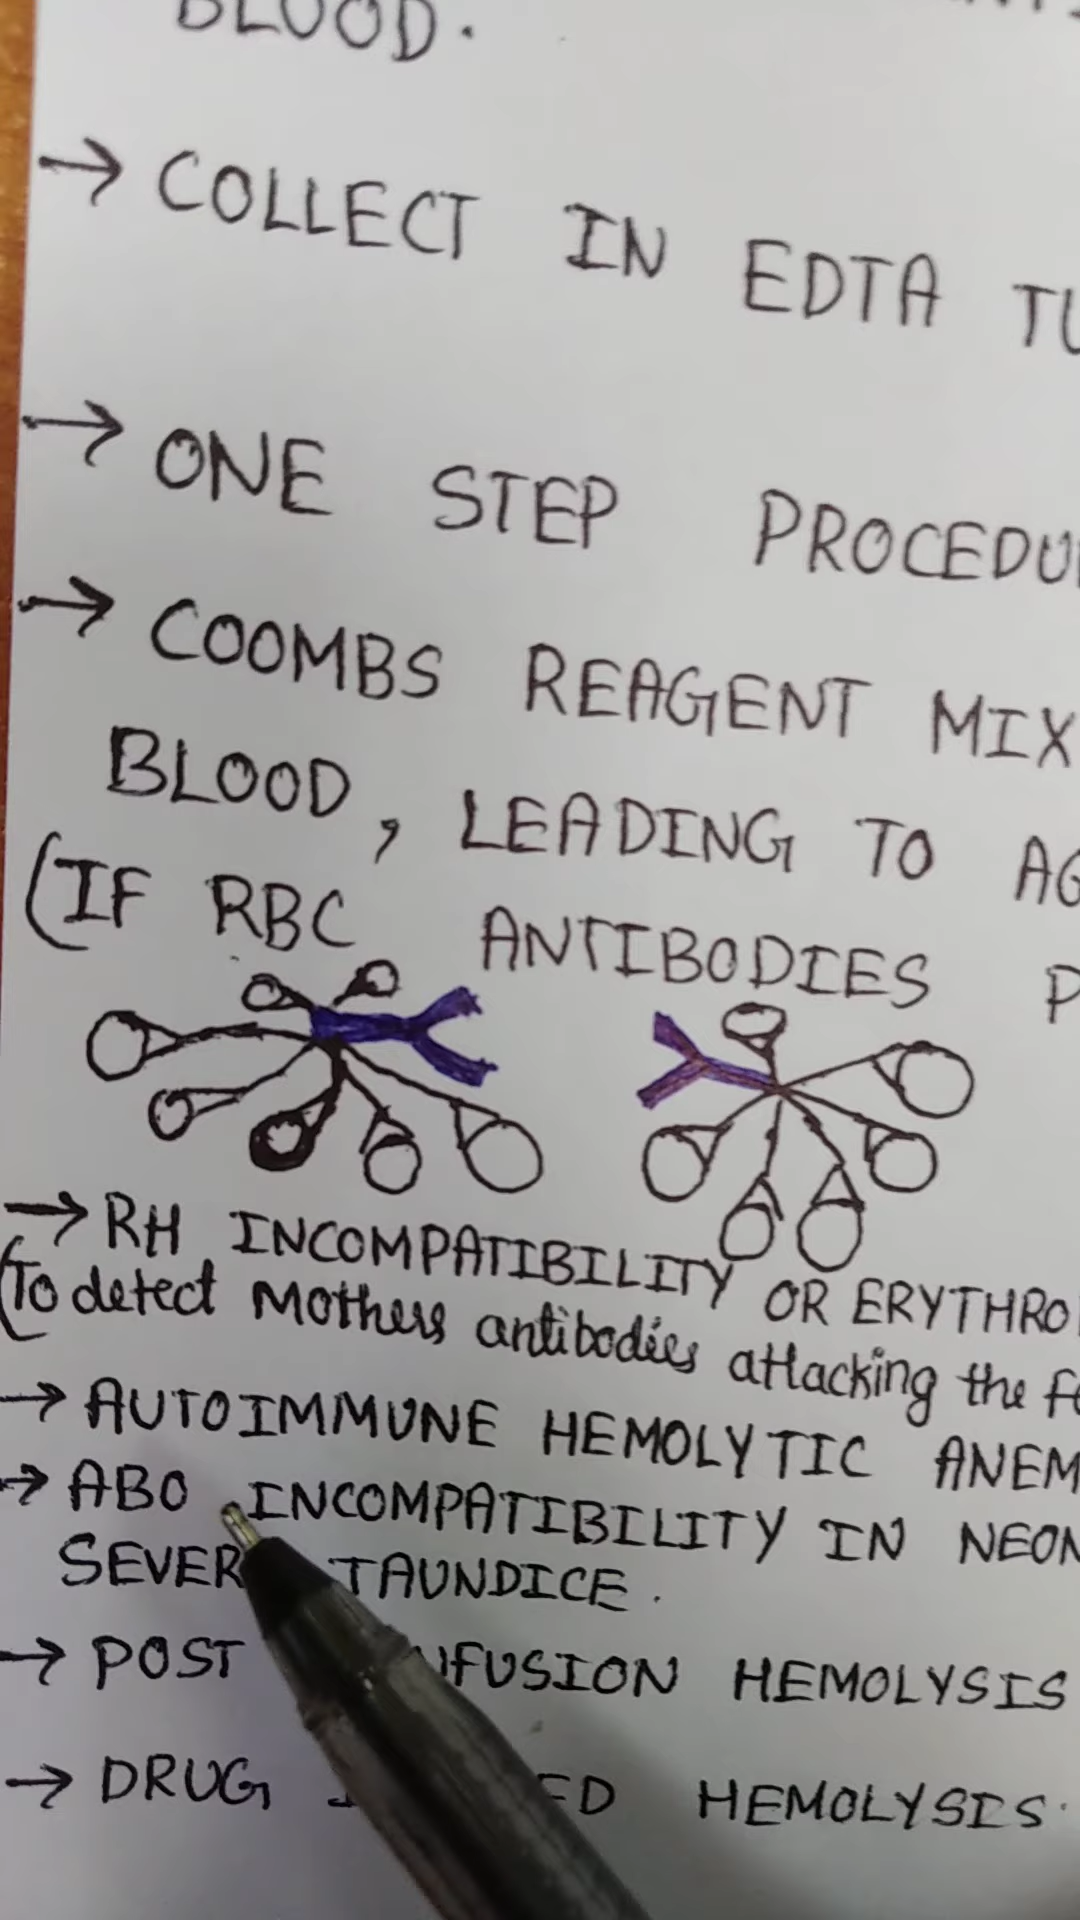 BLOOD.
→ COLLECT IN EDTA TU
→ ONE STEP PROCEDU
→ COOMBS REAGENT MIX
BLOOD, LEADING TO AG
(IF RBC ANTIBODIES P
→ RH INCOMPATIBILITY OR ERYTHRO
(To detect Mothers antibodies attacking the f
→ AUTOIMMUNE HEMOLYTIC ANEM
→ ABO INCOMPATIBILITY IN NEON
SEVER JAUNDICE.
→ POST FUSION HEMOLYSIS
→ DRUG ED HEMOLYSIS.